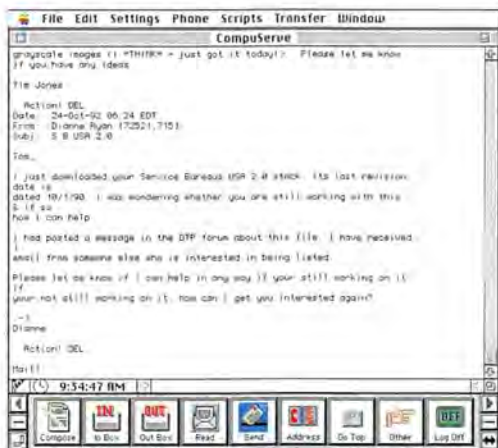 File Edit Settings Phone Scripts Transfer Window
CompuServe
grayscale images (I *THINK* - just got it today!). Please let me know
if you have any ideas
Tim Jones
Action! DEL
Date: 24-Oct-92 06:24 EDT
From: Dianne Ryan [72521,715]
Subj: S B USA 2.0
Tom,
I just downloaded your Service Bureaus USA 2.0 stack. Its last revision
date is
dated 10/1/90. I was wondering whether you are still working with this
& if so
how I can help
I had posted a message in the DTP forum about this file. I have received
1
email from someone else who is interested in being listed.
Please let me know if I can help in any way if your still working on it
If
your not still working on it, how can I get you interested again?
:-)
Dianne
Action! DEL
Mail!
9:54:47 AM
Compose In Box Out Box Read Send Address Go Top Other Log Off
IN OUT OFF